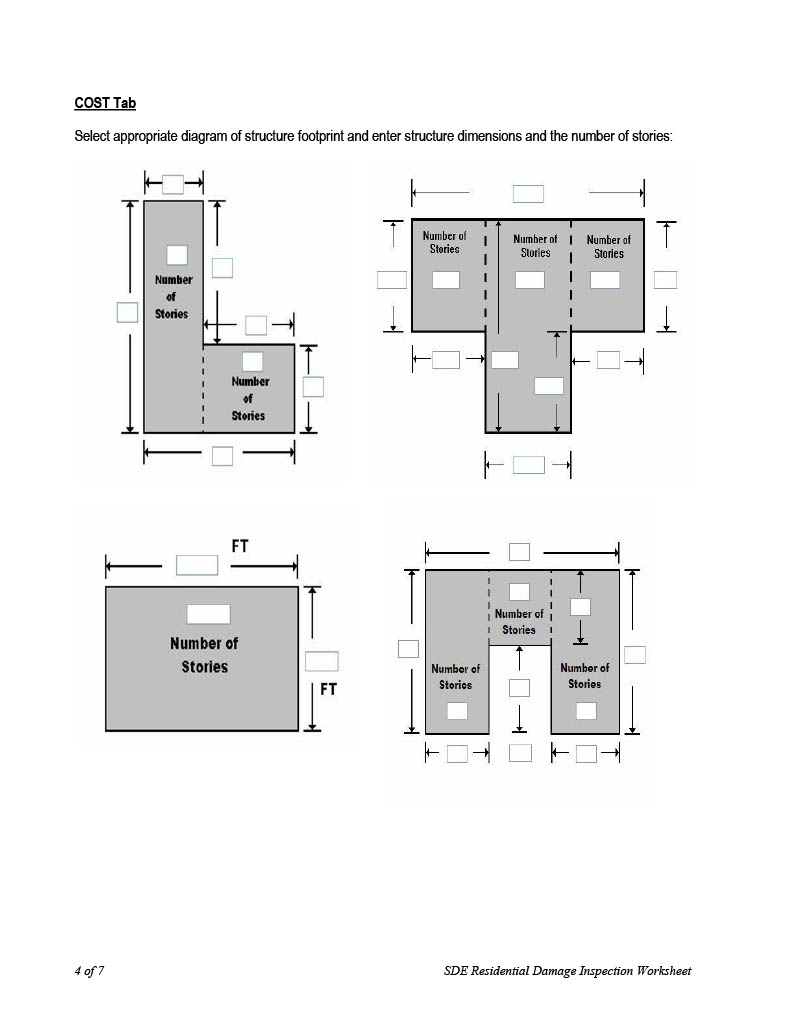 COST Tab
Select appropriate diagram of structure footprint and enter structure dimensions and the number of stories:
Number
of
Stories
Number
of
Stories
Number of
Stories
Number of
Stories
Number of
Stories
FT
Number of
Stories
FT
Number of
Stories
Number of
Stories
Number of
Stories
4 of 7
SDE Residential Damage Inspection Worksheet